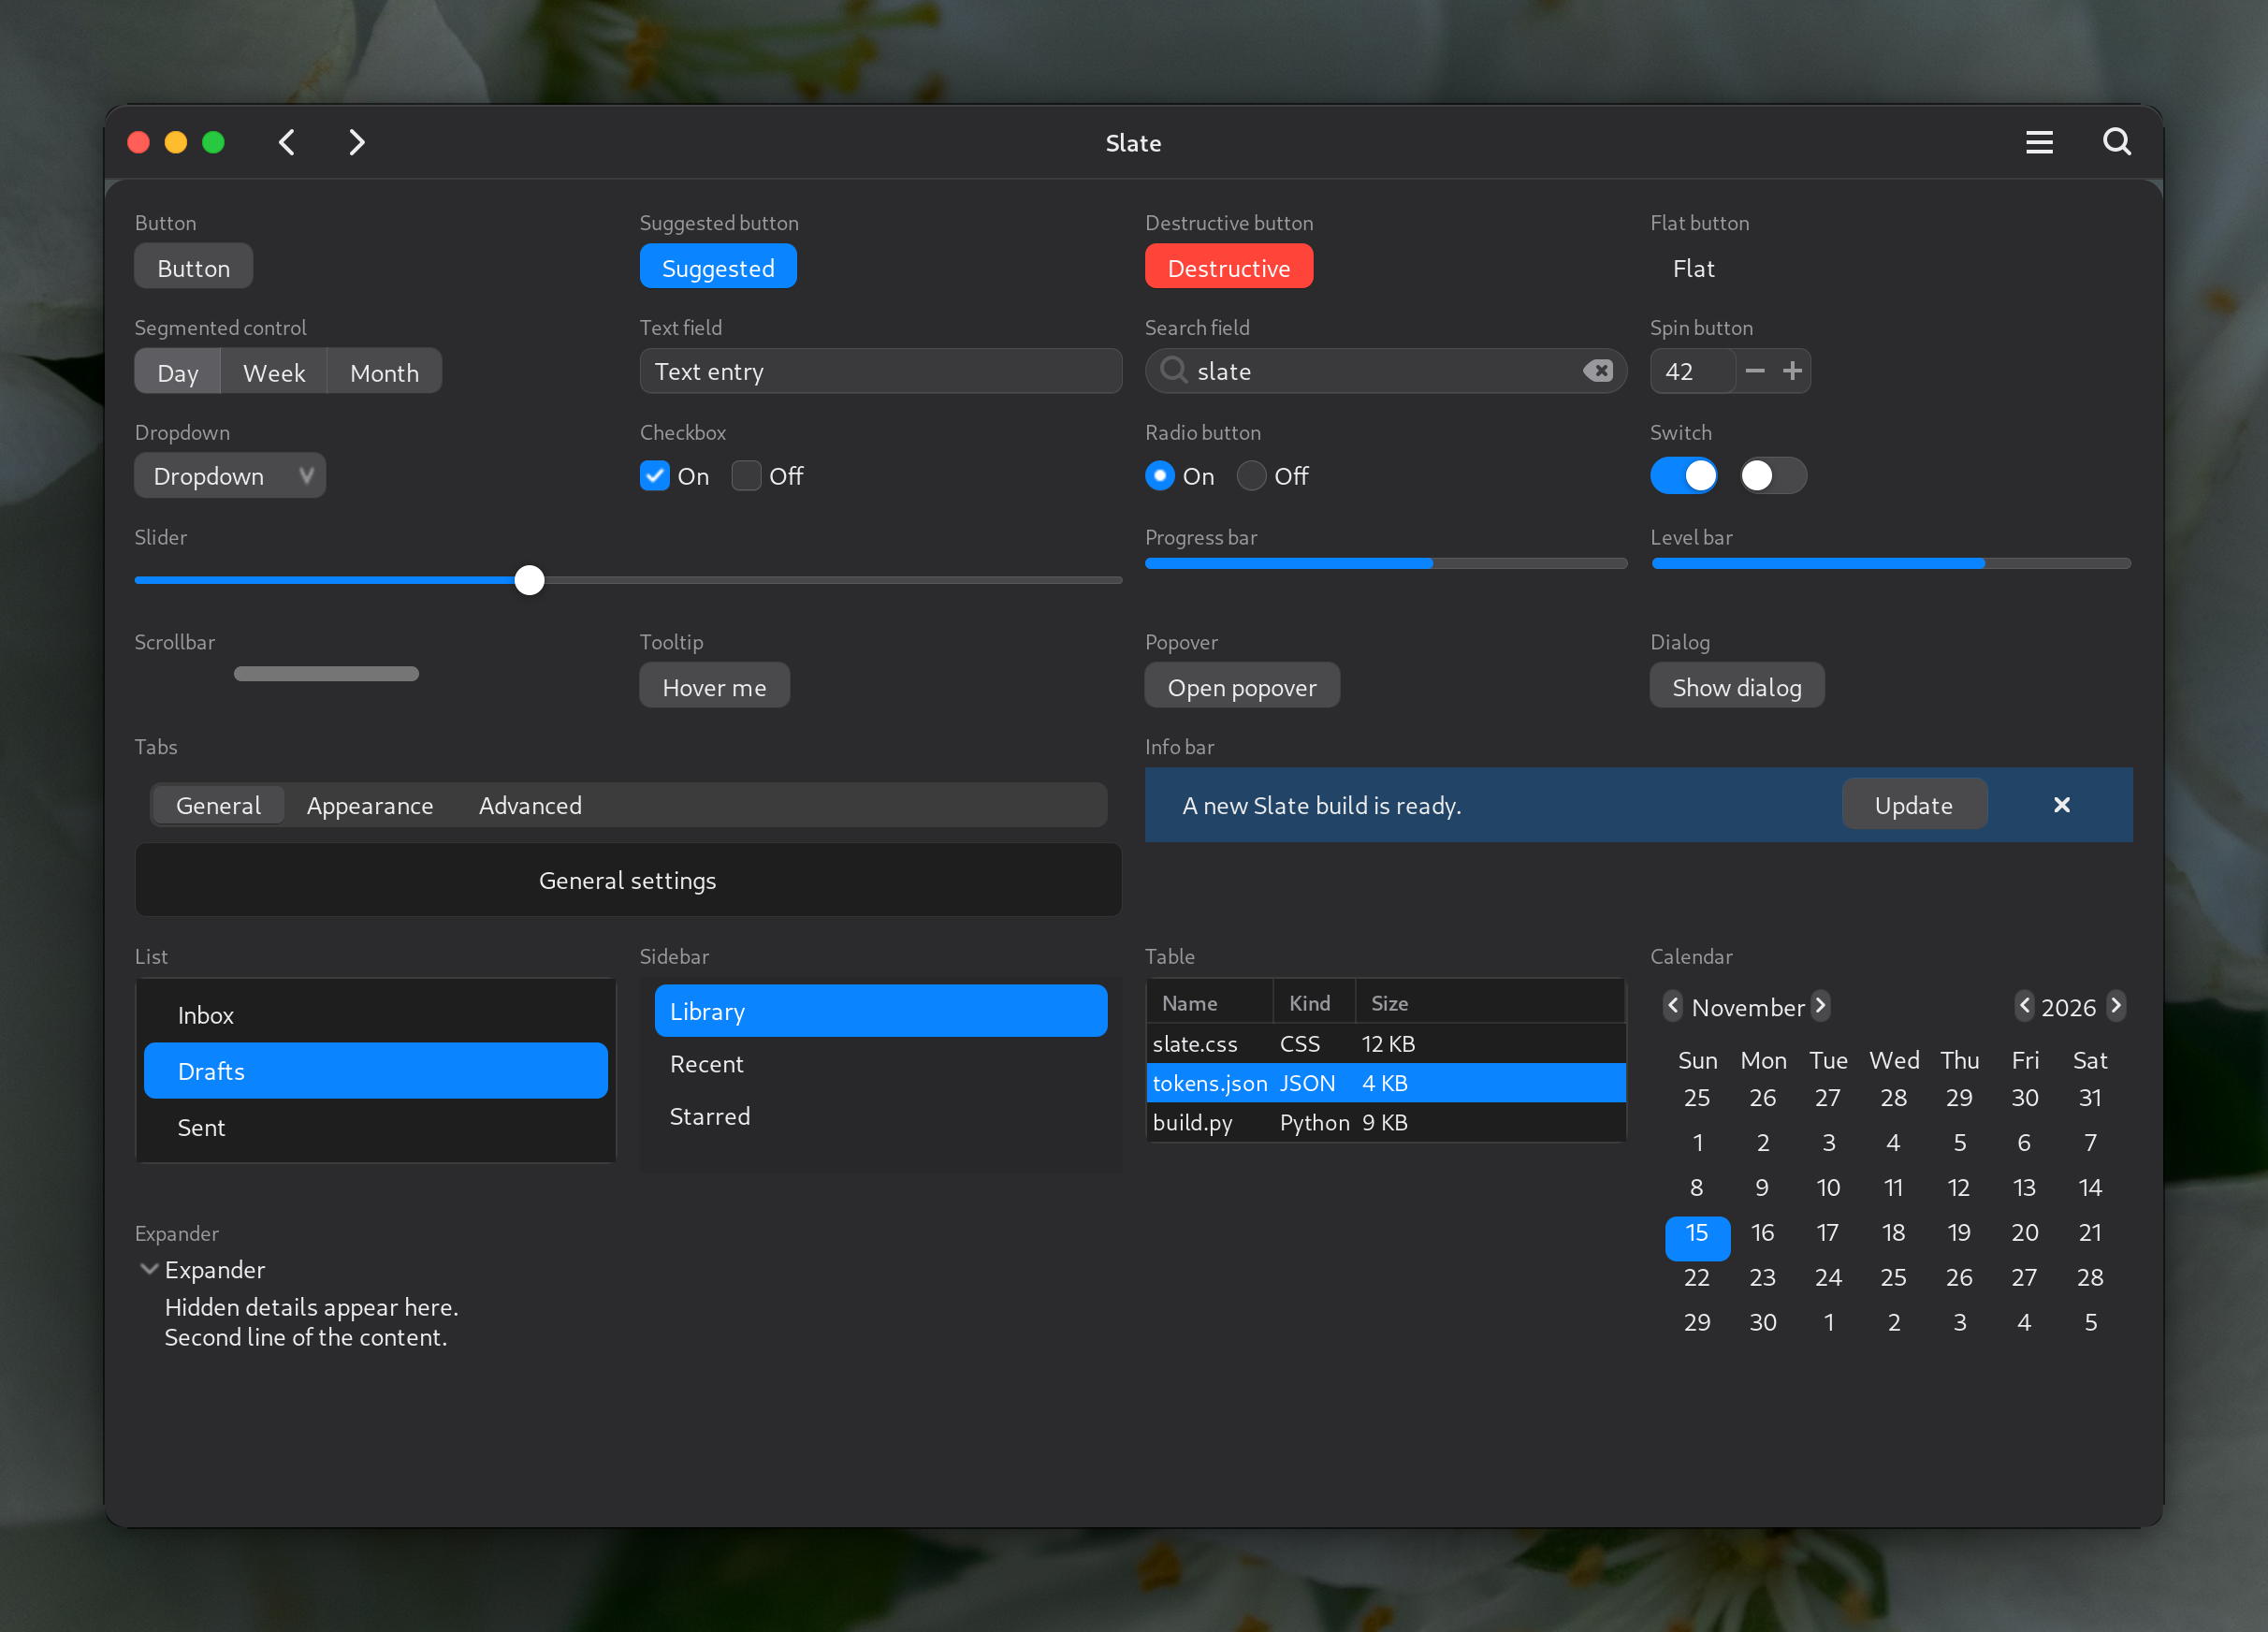 Slate
Button Suggested button Destructive button Flat button
Button Suggested Destructive Flat
Segmented control Text field Search field Spin button
Day Week Month Text entry slate 42
Dropdown Checkbox Radio button Switch
Dropdown On Off On Off
Slider Progress bar Level bar
Scrollbar Tooltip Popover Dialog
Hover me Open popover Show dialog
Tabs Info bar
General Appearance Advanced A new Slate build is ready. Update
General settings
List Sidebar Table Calendar
Inbox
Drafts
Sent
Library
Recent
Starred
Name Kind Size
slate.css CSS 12 KB
tokens.json JSON 4 KB
build.py Python 9 KB
November 2026
Sun Mon Tue Wed Thu Fri Sat
25 26 27 28 29 30 31
1 2 3 4 5 6 7
8 9 10 11 12 13 14
15 16 17 18 19 20 21
22 23 24 25 26 27 28
29 30 1 2 3 4 5
Expander
Expander
Hidden details appear here.
Second line of the content.